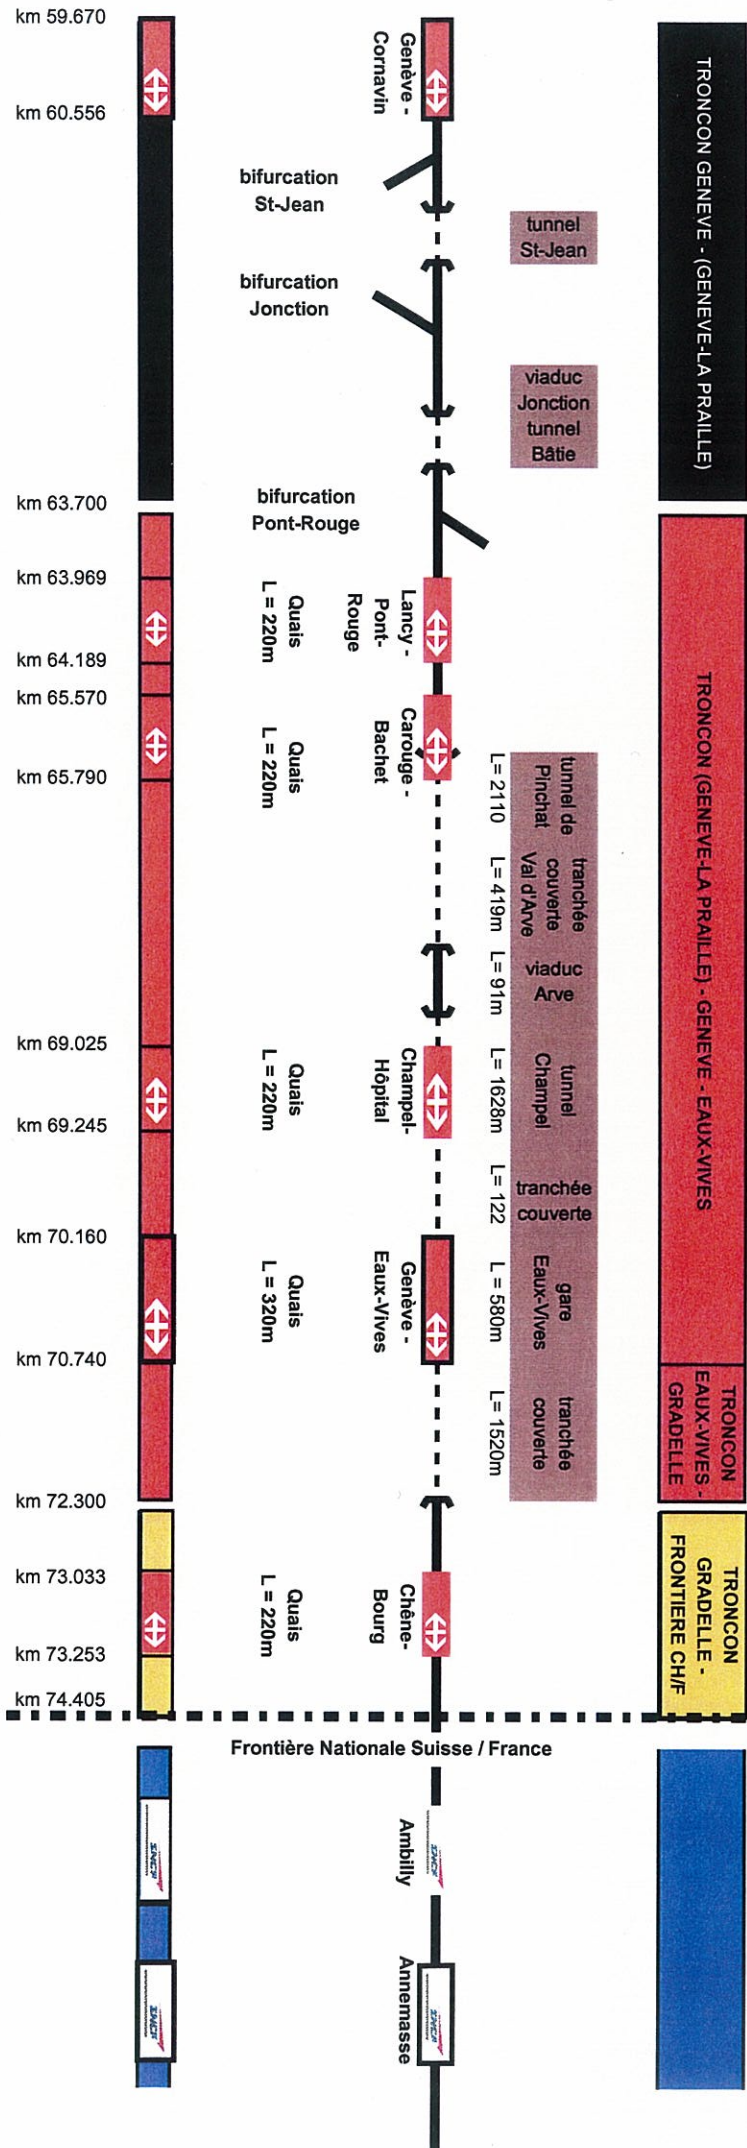 km 59.670
km 60.556
km 63.700
km 63.969
km 64.189
km 65.570
km 65.790
km 69.025
km 69.245
km 70.160
km 70.740
km 72.300
km 73.033
km 73.253
km 74.405
Quais
L = 220m
Quais
L = 220m
Quais
L = 220m
Quais
L = 320m
Quais
L = 220m
bifurcation
St-Jean
bifurcation
Jonction
bifurcation
Pont-Rouge
Genève -
Cornavin
Lancy -
Pont-
Rouge
Carouge -
Bachet
Champel-
Hôpital
Genève -
Eaux-Vives
Chêne-
Bourg
Frontière Nationale Suisse / France
Ambilly
Annemasse
SNCF
SNCF
SNCF
SNCF
tunnel
St-Jean
viaduc
Jonction
tunnel
Bâtie
tunnel de
Pinchat
L= 2110
tranchée
couverte
Val d'Arve
L= 419m
viaduc
Arve
L= 91m
tunnel
Champel
L= 1628m
tranchée
couverte
L= 122
gare
Eaux-Vives
L = 580m
tranchée
couverte
L= 1520m
TRONCON GENEVE - (GENEVE-LA PRAILLE)
TRONCON (GENEVE-LA PRAILLE) - GENEVE - EAUX-VIVES
TRONCON
EAUX-VIVES -
GRADELLE
TRONCON
GRADELLE -
FRONTIERE CH/F